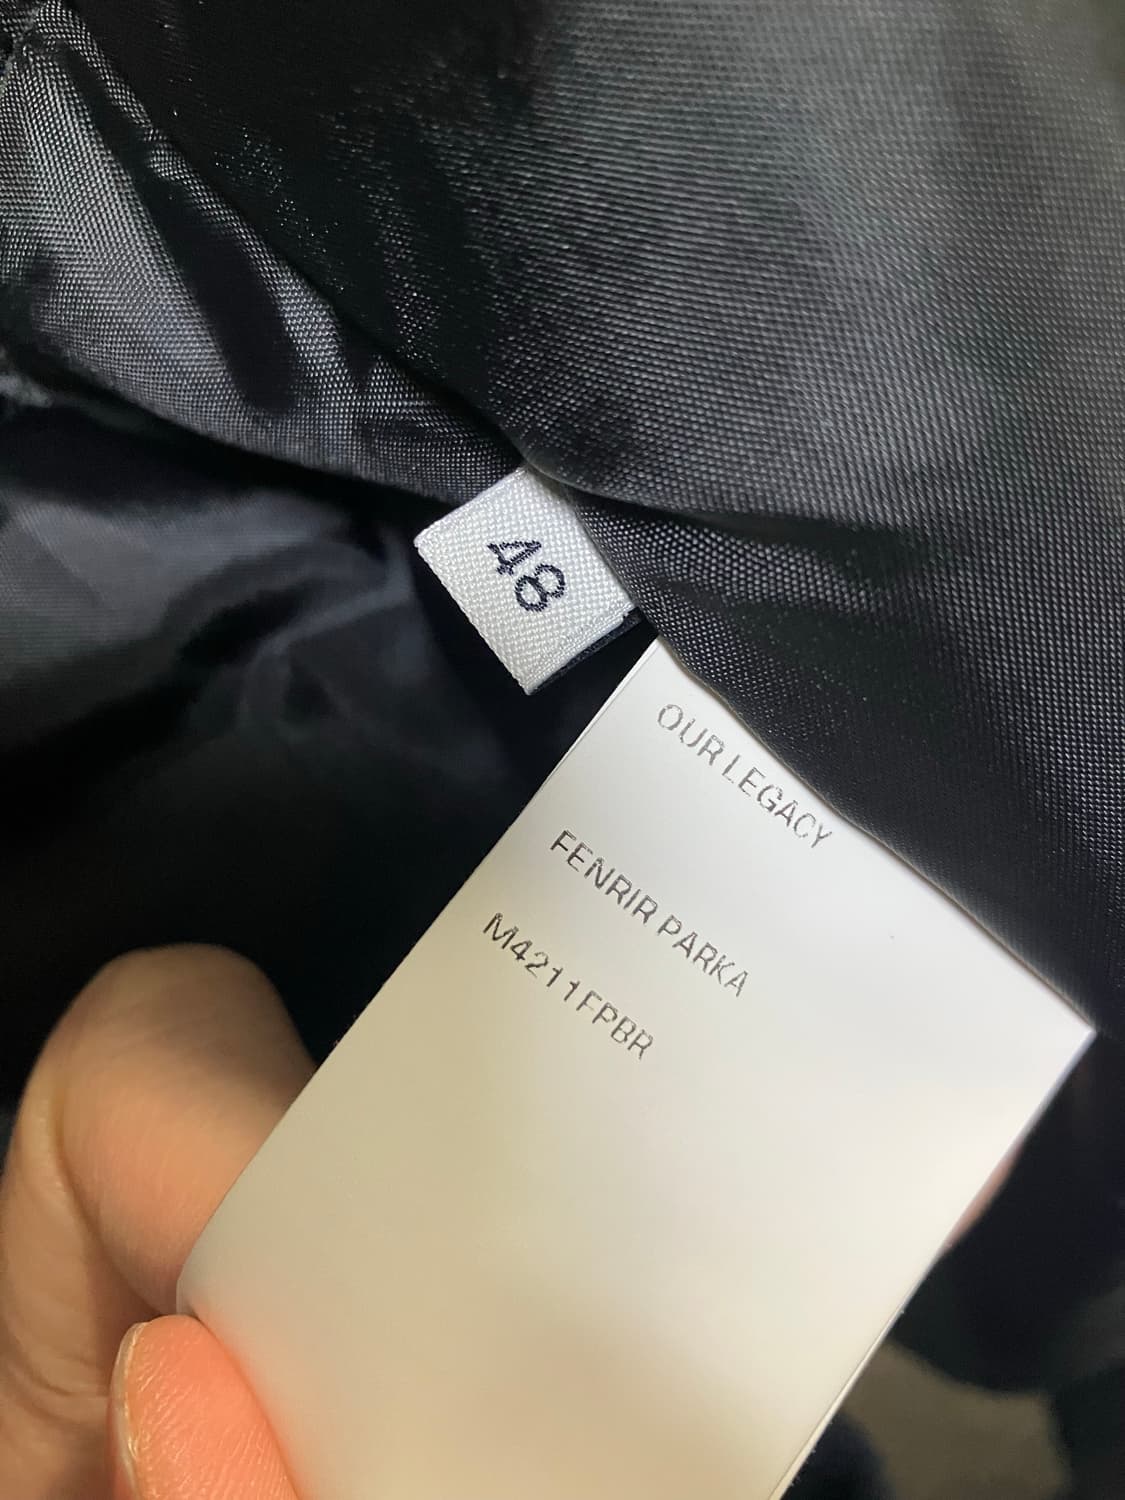 48
OUR LEGACY
FENRIR PARKA
M4211FPBR